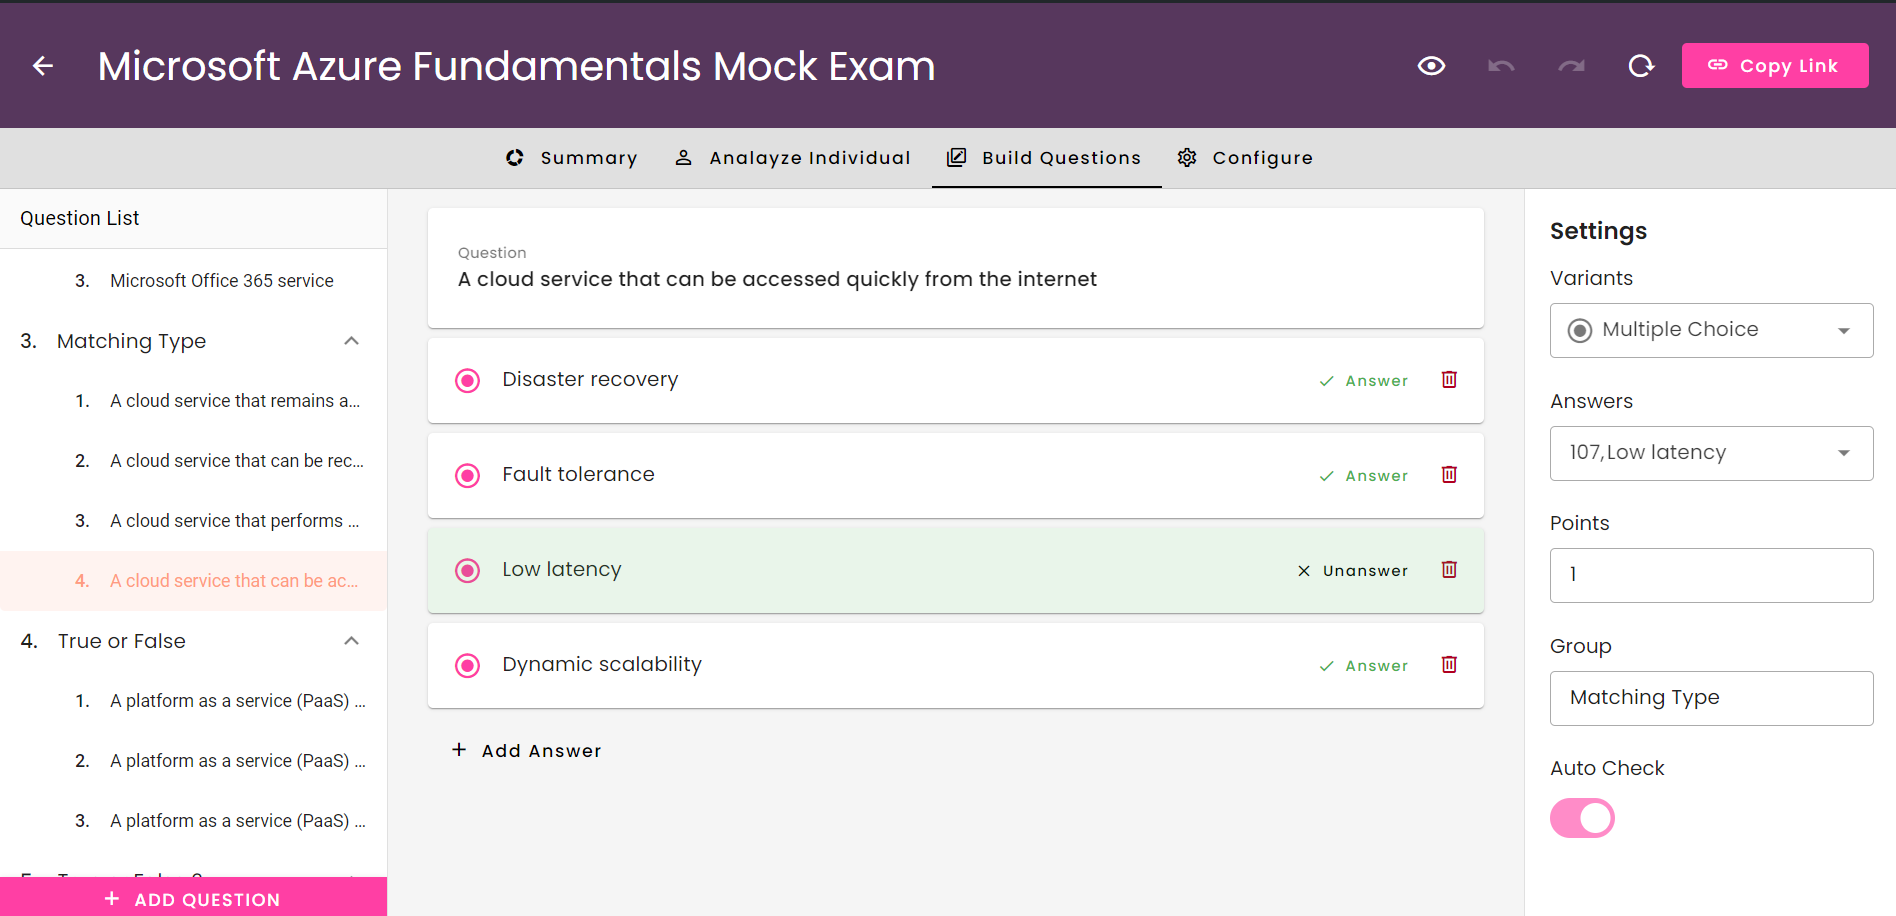 Microsoft Azure Fundamentals Mock Exam
Copy Link
Summary
Analayze Individual
Build Questions
Configure
Question List
3. Microsoft Office 365 service
3. Matching Type
1. A cloud service that remains a...
2. A cloud service that can be rec...
3. A cloud service that performs ...
4. A cloud service that can be ac...
4. True or False
1. A platform as a service (PaaS) ...
2. A platform as a service (PaaS) ...
3. A platform as a service (PaaS) ...
+ ADD QUESTION
Question
A cloud service that can be accessed quickly from the internet
Disaster recovery
Answer
Fault tolerance
Answer
Low latency
Unanswer
Dynamic scalability
Answer
+ Add Answer
Settings
Variants
Multiple Choice
Answers
107,Low latency
Points
1
Group
Matching Type
Auto Check